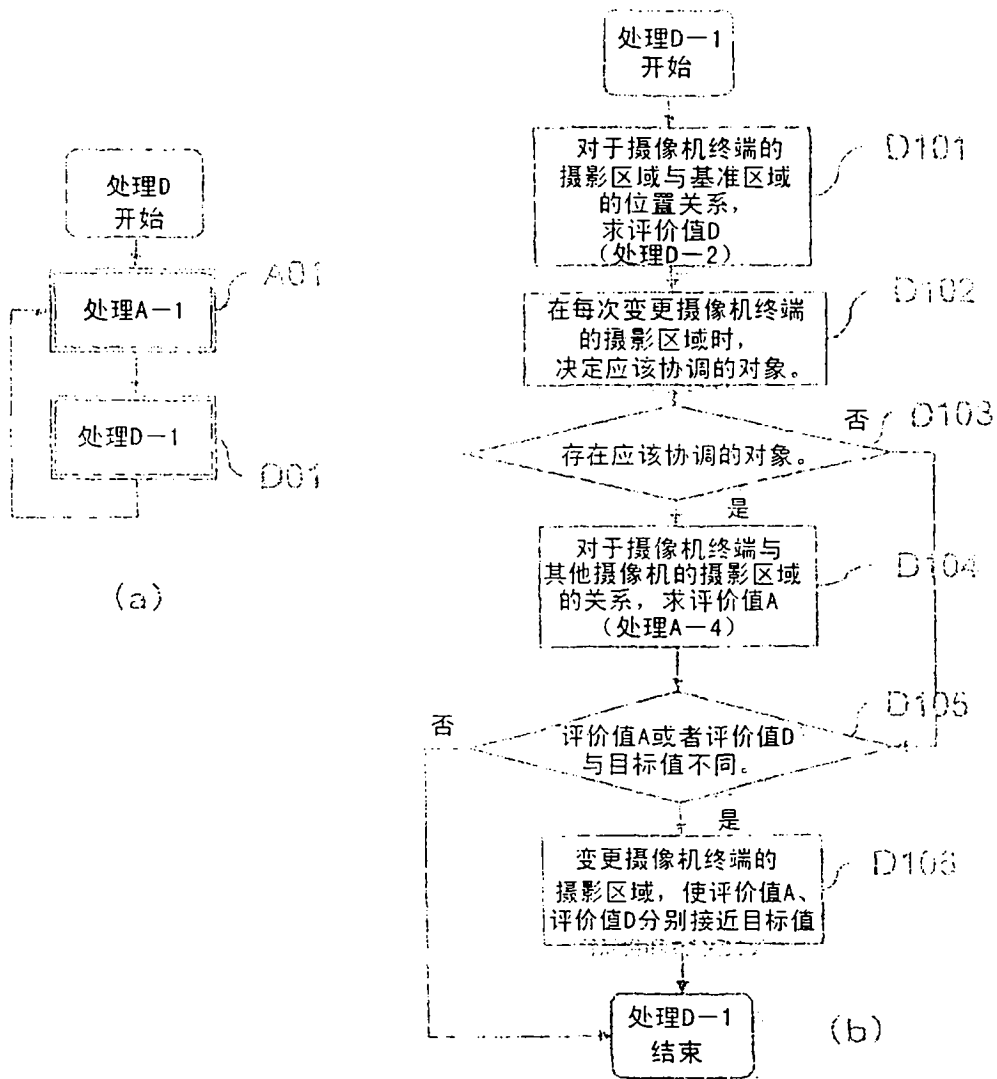 处理D
开始
处理A-1
A01
处理D-1
D01
(a)
处理D-1
开始
对于摄像机终端的
摄影区域与基准区域
的位置关系，
求评价值D
（处理D-2）
D101
在每次变更摄像机终端
的摄影区域时，
决定应该协调的对象。
D102
存在应该协调的对象。
否
D103
是
对于摄像机终端与
其他摄像机的摄影区域
的关系，求评价值A
（处理A-4）
D104
评价值A或者评价值D
与目标值不同。
否
D105
是
变更摄像机终端的
摄影区域，使评价值A、
评价值D分别接近目标值
D106
处理D-1
结束
(b)